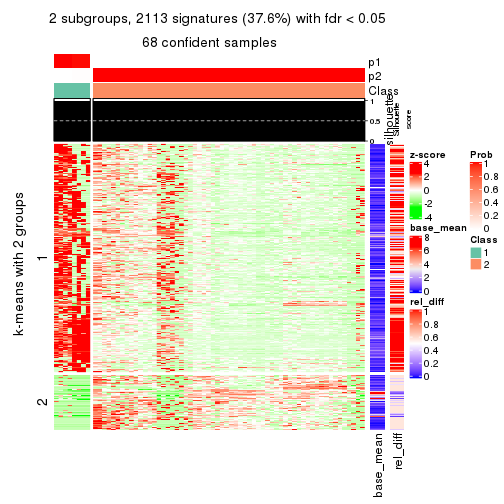 2 subgroups, 2113 signatures (37.6%) with fdr < 0.05
68 confident samples
p1
p2
Class
silhouette
Silhouette
score
1
0.5
0
k-means with 2 groups
1
2
base_mean
rel_diff
z-score
4
2
0
-2
-4
base_mean
8
6
4
2
0
rel_diff
1
0.8
0.6
0.4
0.2
0
Prob
1
0.8
0.6
0.4
0.2
0
Class
1
2